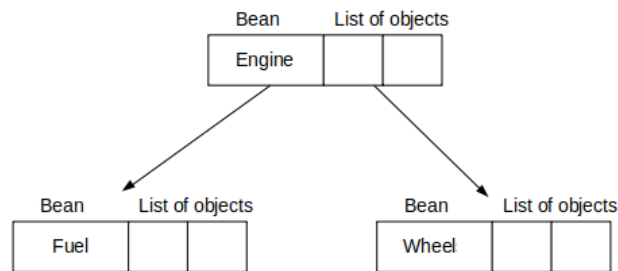 Bean List of objects
Engine
Bean List of objects
Fuel
Bean List of objects
Wheel